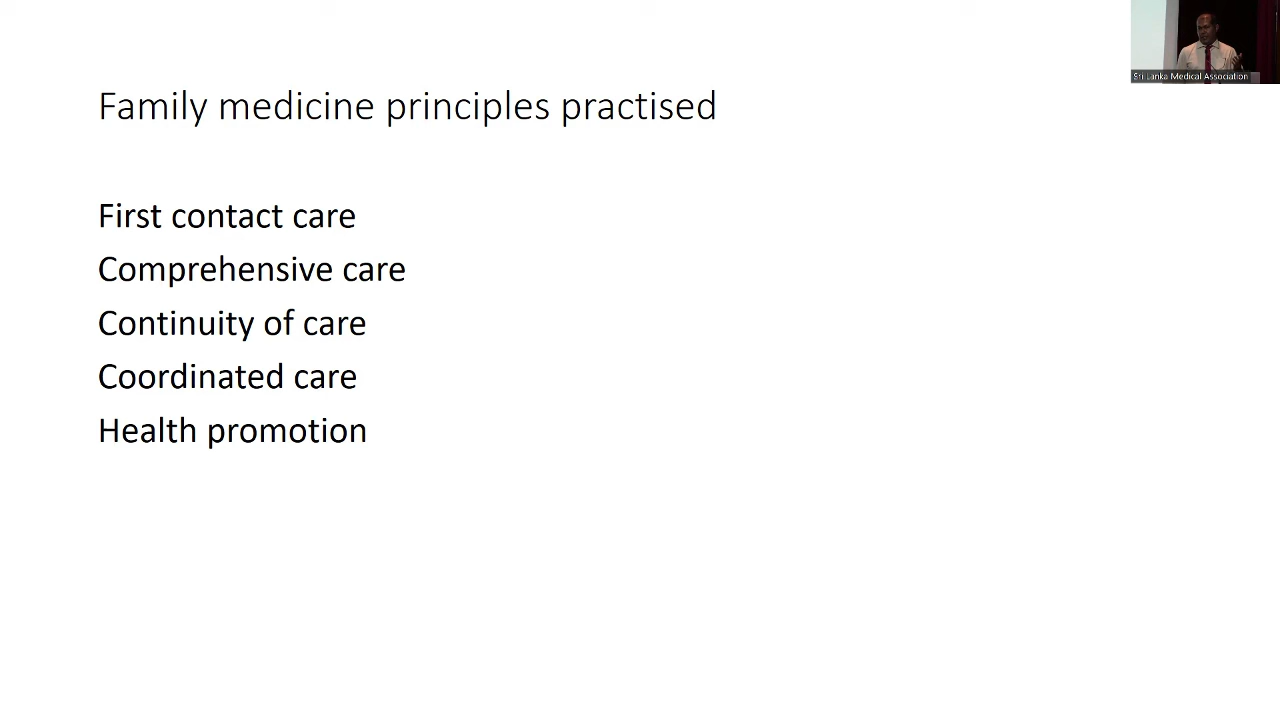 Family medicine principles practised
First contact care
Comprehensive care
Continuity of care
Coordinated care
Health promotion
Sri Lanka Medical Association